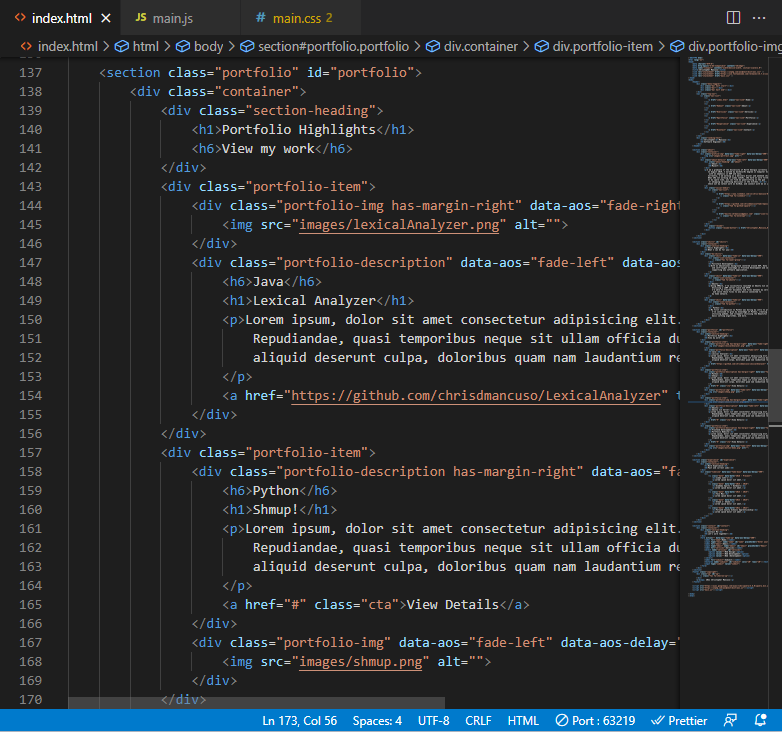 index.html × JS main.js # main.css 2 ···
index.html > html > body > section#portfolio.portfolio > div.container > div.portfolio-item > div.portfolio-img
137 <section class="portfolio" id="portfolio">
138 <div class="container">
139 <div class="section-heading">
140 <h1>Portfolio Highlights</h1>
141 <h6>View my work</h6>
142 </div>
143 <div class="portfolio-item">
144 <div class="portfolio-img has-margin-right" data-aos="fade-right
145 <img src="images/lexicalAnalyzer.png" alt="">
146 </div>
147 <div class="portfolio-description" data-aos="fade-left" data-aos
148 <h6>Java</h6>
149 <h1>Lexical Analyzer</h1>
150 <p>Lorem ipsum, dolor sit amet consectetur adipisicing elit.
151 Repudiandae, quasi temporibus neque sit ullam officia du
152 aliquid deserunt culpa, doloribus quam nam laudantium re
153 </p>
154 <a href="https://github.com/chrisdmancuso/LexicalAnalyzer" t
155 </div>
156 </div>
157 <div class="portfolio-item">
158 <div class="portfolio-description has-margin-right" data-aos="fa
159 <h6>Python</h6>
160 <h1>Shmup!</h1>
161 <p>Lorem ipsum, dolor sit amet consectetur adipisicing elit.
162 Repudiandae, quasi temporibus neque sit ullam officia du
163 aliquid deserunt culpa, doloribus quam nam laudantium re
164 </p>
165 <a href="#" class="cta">View Details</a>
166 </div>
167 <div class="portfolio-img" data-aos="fade-left" data-aos-delay="
168 <img src="images/shmup.png" alt="">
169 </div>
170 </div>
Ln 173, Col 56 Spaces: 4 UTF-8 CRLF HTML Port : 63219 Prettier